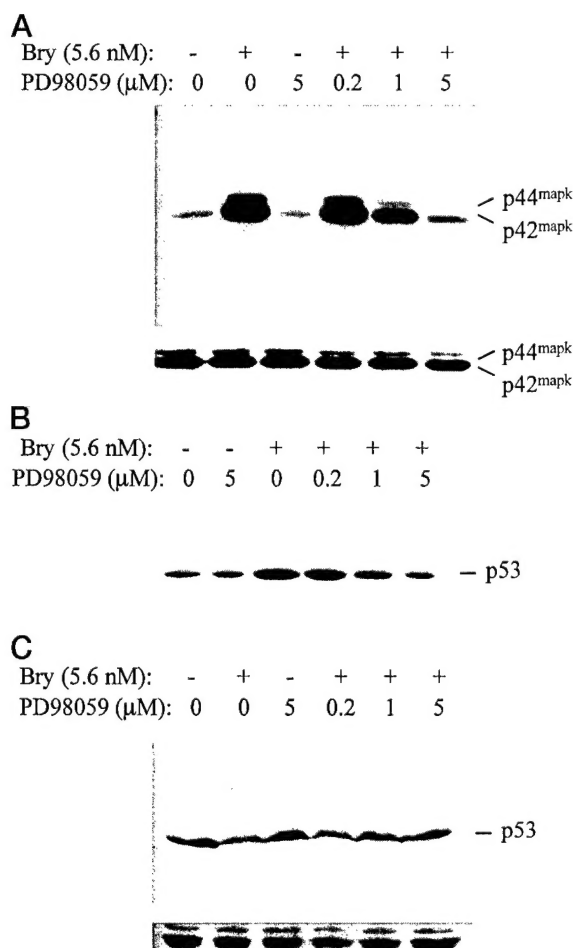 A
Bry (5.6 nM): - + - + + +
PD98059 (μM): 0 0 5 0.2 1 5
p44mapk
p42mapk
p44mapk
p42mapk
B
Bry (5.6 nM): - - + + + +
PD98059 (μM): 0 5 0 0.2 1 5
p53
C
Bry (5.6 nM): - + - + + +
PD98059 (μM): 0 0 5 0.2 1 5
p53